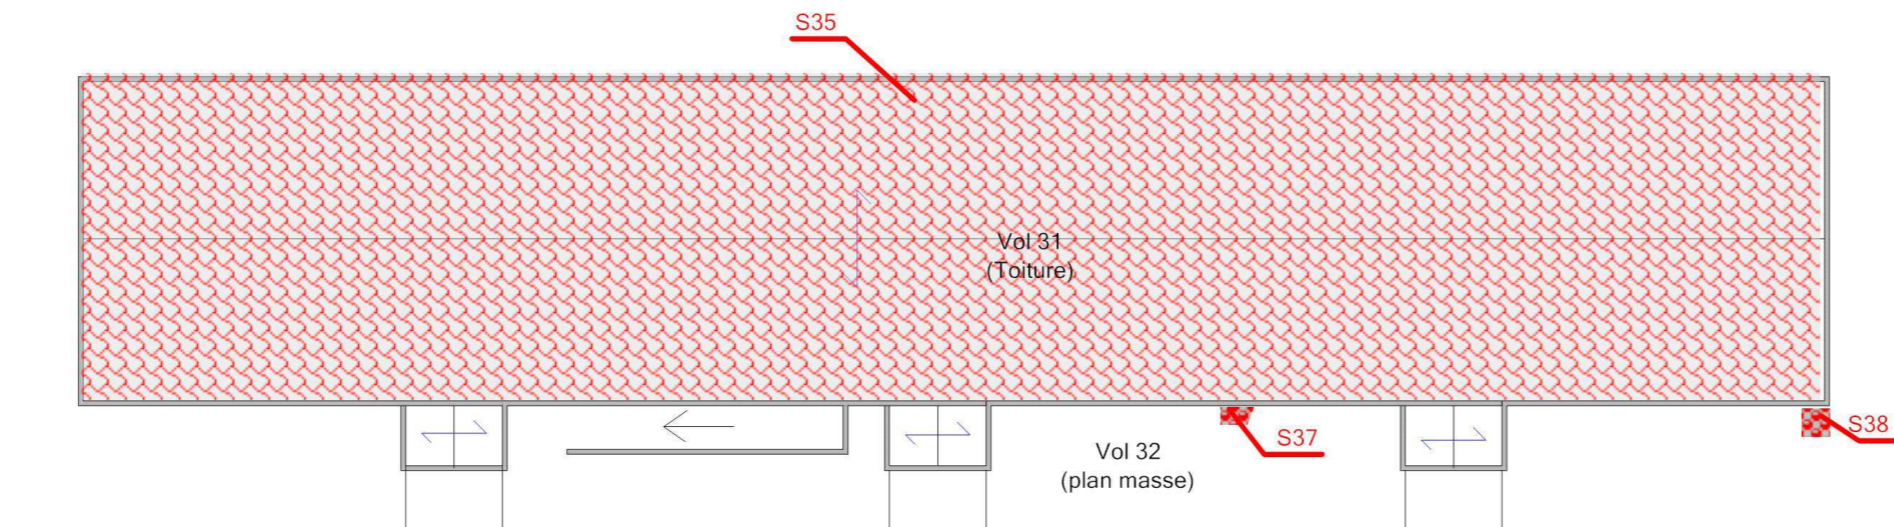 S35
Vol 31
(Toiture)
S37
S38
Vol 32
(plan masse)